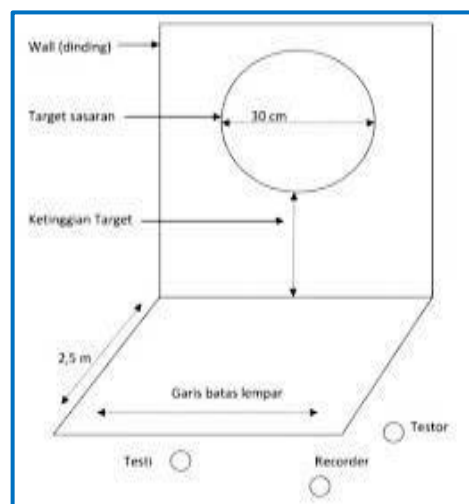 Wall (dinding)
Target sasaran
30 cm
Ketinggian Target
2,5 m
Garis batas lempar
Testor
Testi
Recorder